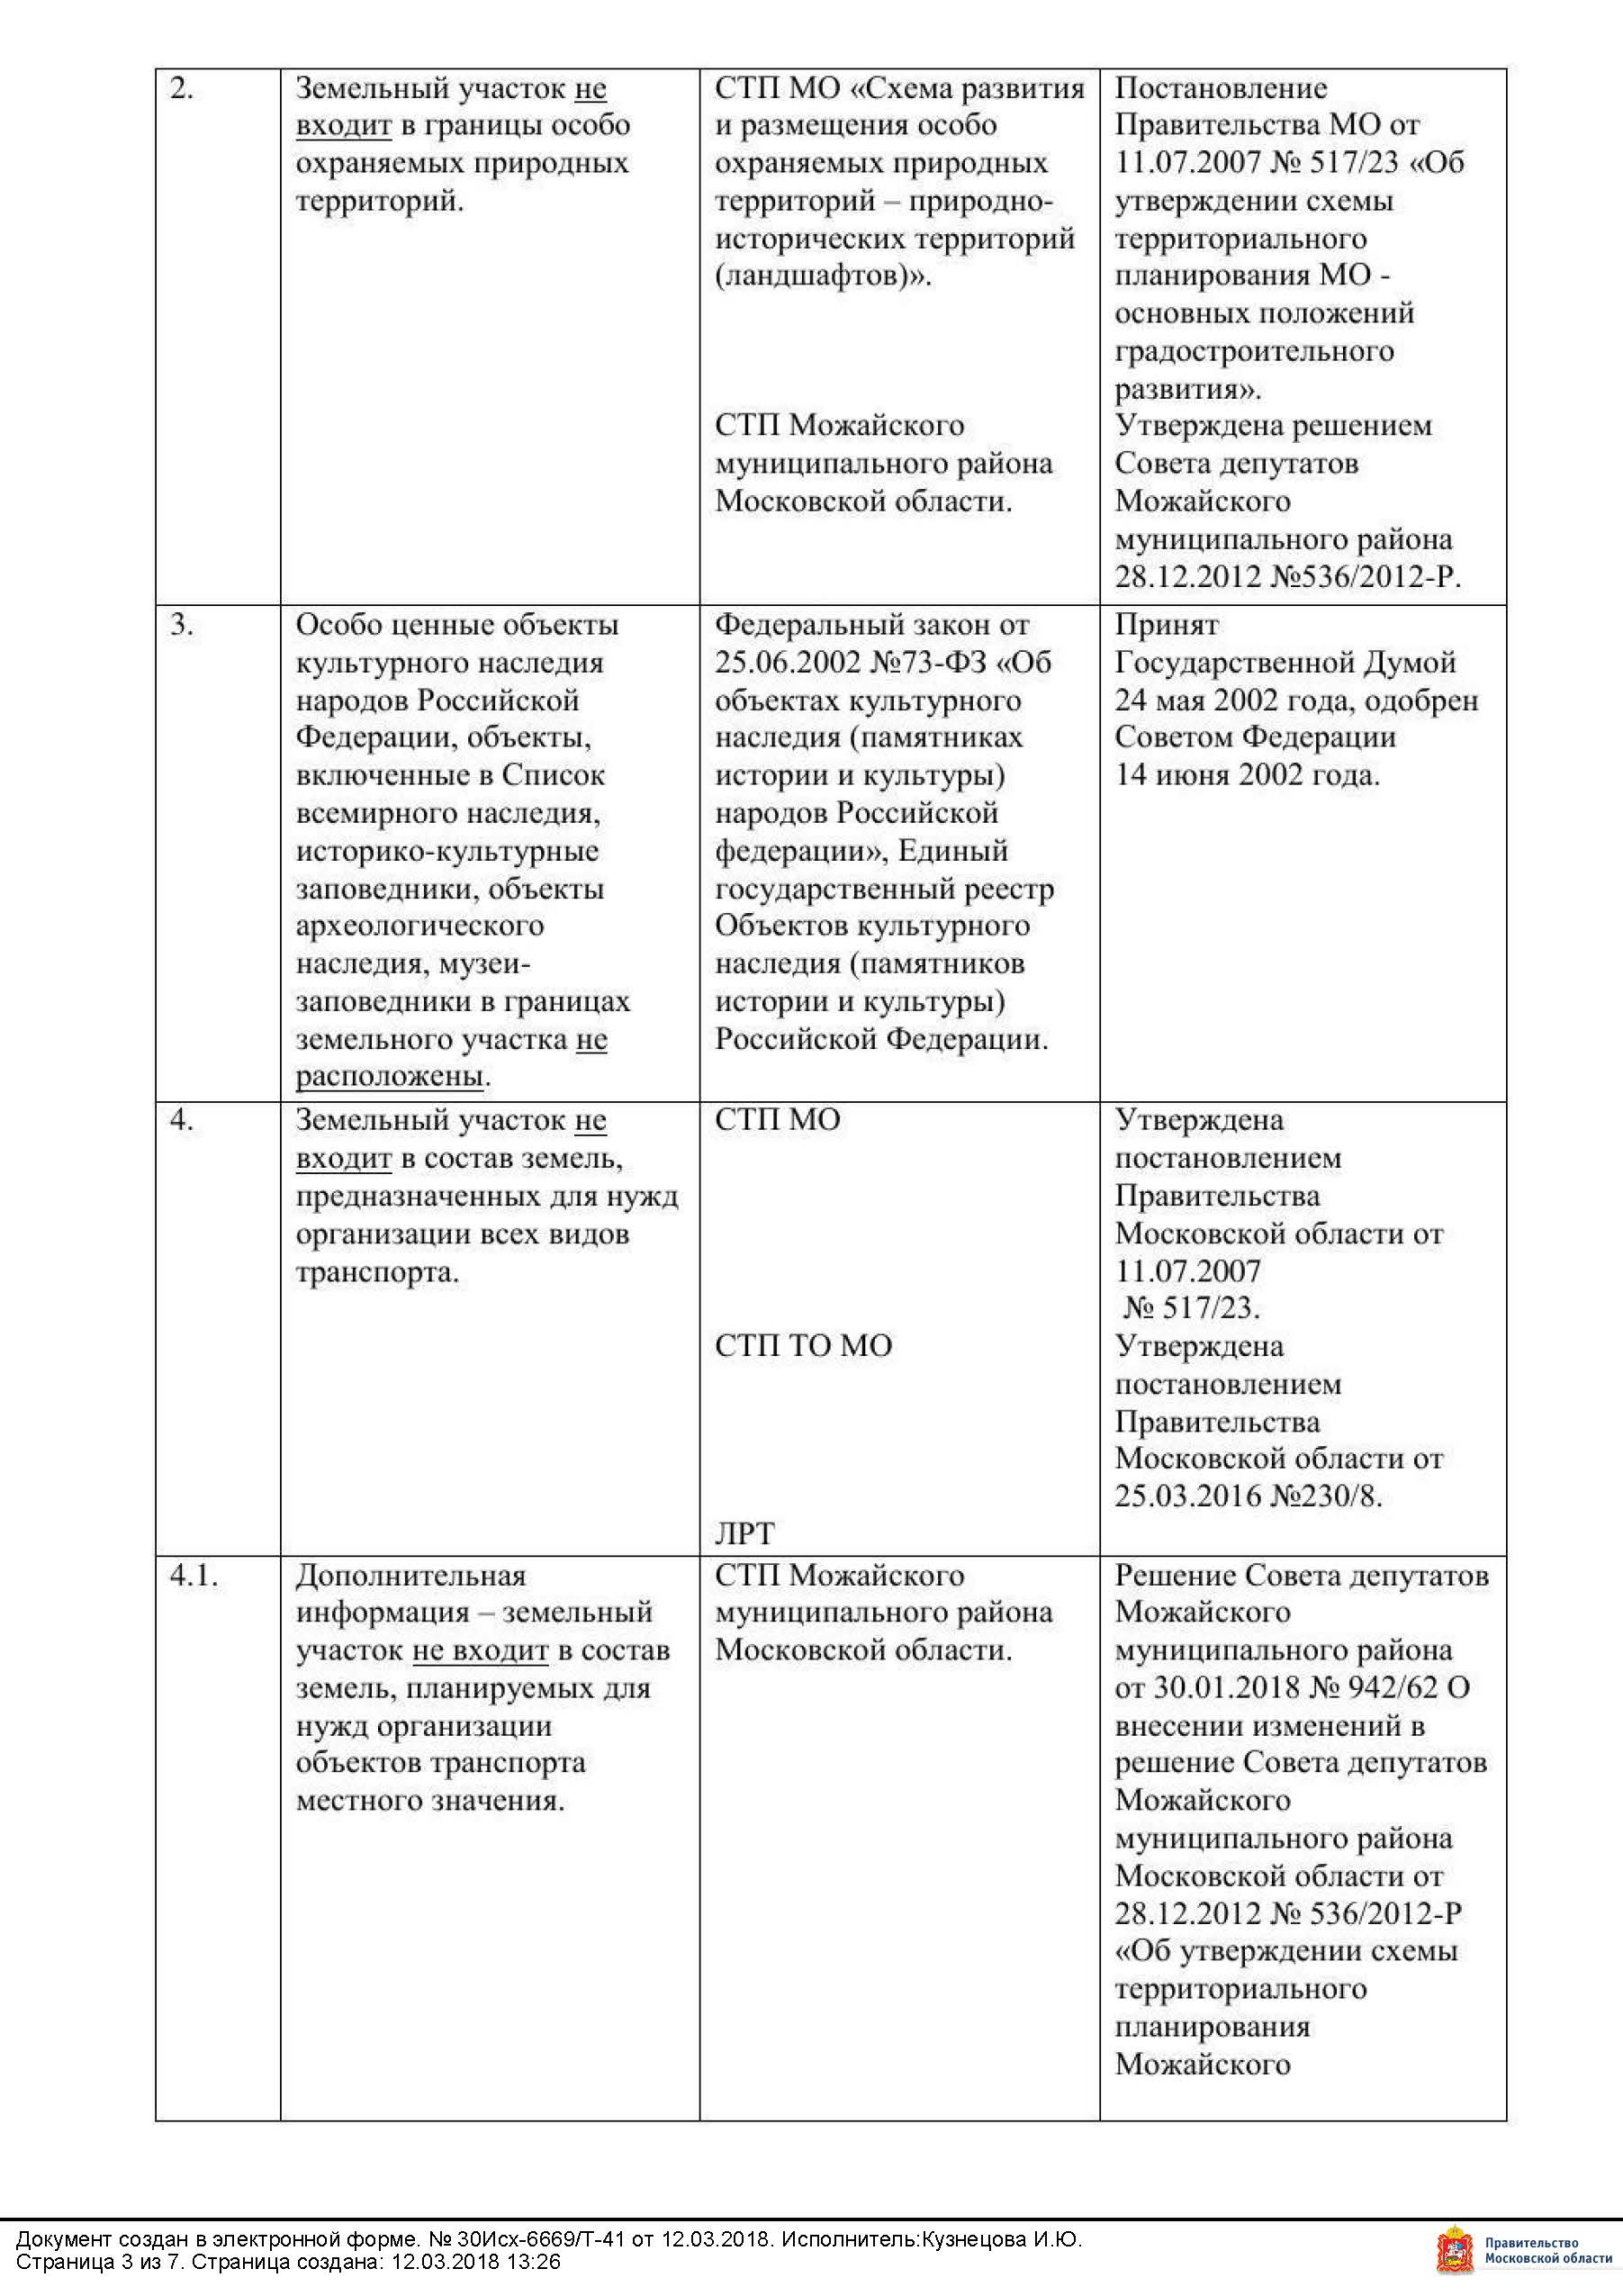 2.
Земельный участок не
входит в границы особо
охраняемых природных
территорий.
СТП МО «Схема развития
и размещения особо
охраняемых природных
территорий – природно-
исторических территорий
(ландшафтов)».
СТП Можайского
муниципального района
Московской области.
Постановление
Правительства МО от
11.07.2007 № 517/23 «Об
утверждении схемы
территориального
планирования МО -
основных положений
градостроительного
развития».
Утверждена решением
Совета депутатов
Можайского
муниципального района
28.12.2012 №536/2012-Р.
3.
Особо ценные объекты
культурного наследия
народов Российской
Федерации, объекты,
включенные в Список
всемирного наследия,
историко-культурные
заповедники, объекты
археологического
наследия, музеи-
заповедники в границах
земельного участка не
расположены.
Федеральный закон от
25.06.2002 №73-ФЗ «Об
объектах культурного
наследия (памятниках
истории и культуры)
народов Российской
федерации», Единый
государственный реестр
Объектов культурного
наследия (памятников
истории и культуры)
Российской Федерации.
Принят
Государственной Думой
24 мая 2002 года, одобрен
Советом Федерации
14 июня 2002 года.
4.
Земельный участок не
входит в состав земель,
предназначенных для нужд
организации всех видов
транспорта.
СТП МО
СТП ТО МО
ЛРТ
Утверждена
постановлением
Правительства
Московской области от
11.07.2007
№ 517/23.
Утверждена
постановлением
Правительства
Московской области от
25.03.2016 №230/8.
4.1.
Дополнительная
информация – земельный
участок не входит в состав
земель, планируемых для
нужд организации
объектов транспорта
местного значения.
СТП Можайского
муниципального района
Московской области.
Решение Совета депутатов
Можайского
муниципального района
от 30.01.2018 № 942/62 О
внесении изменений в
решение Совета депутатов
Можайского
муниципального района
Московской области от
28.12.2012 № 536/2012-Р
«Об утверждении схемы
территориального
планирования
Можайского
Документ создан в электронной форме. № 30Исх-6669/Т-41 от 12.03.2018. Исполнитель:Кузнецова И.Ю.
Страница 3 из 7. Страница создана: 12.03.2018 13:26
Правительство
Московской области